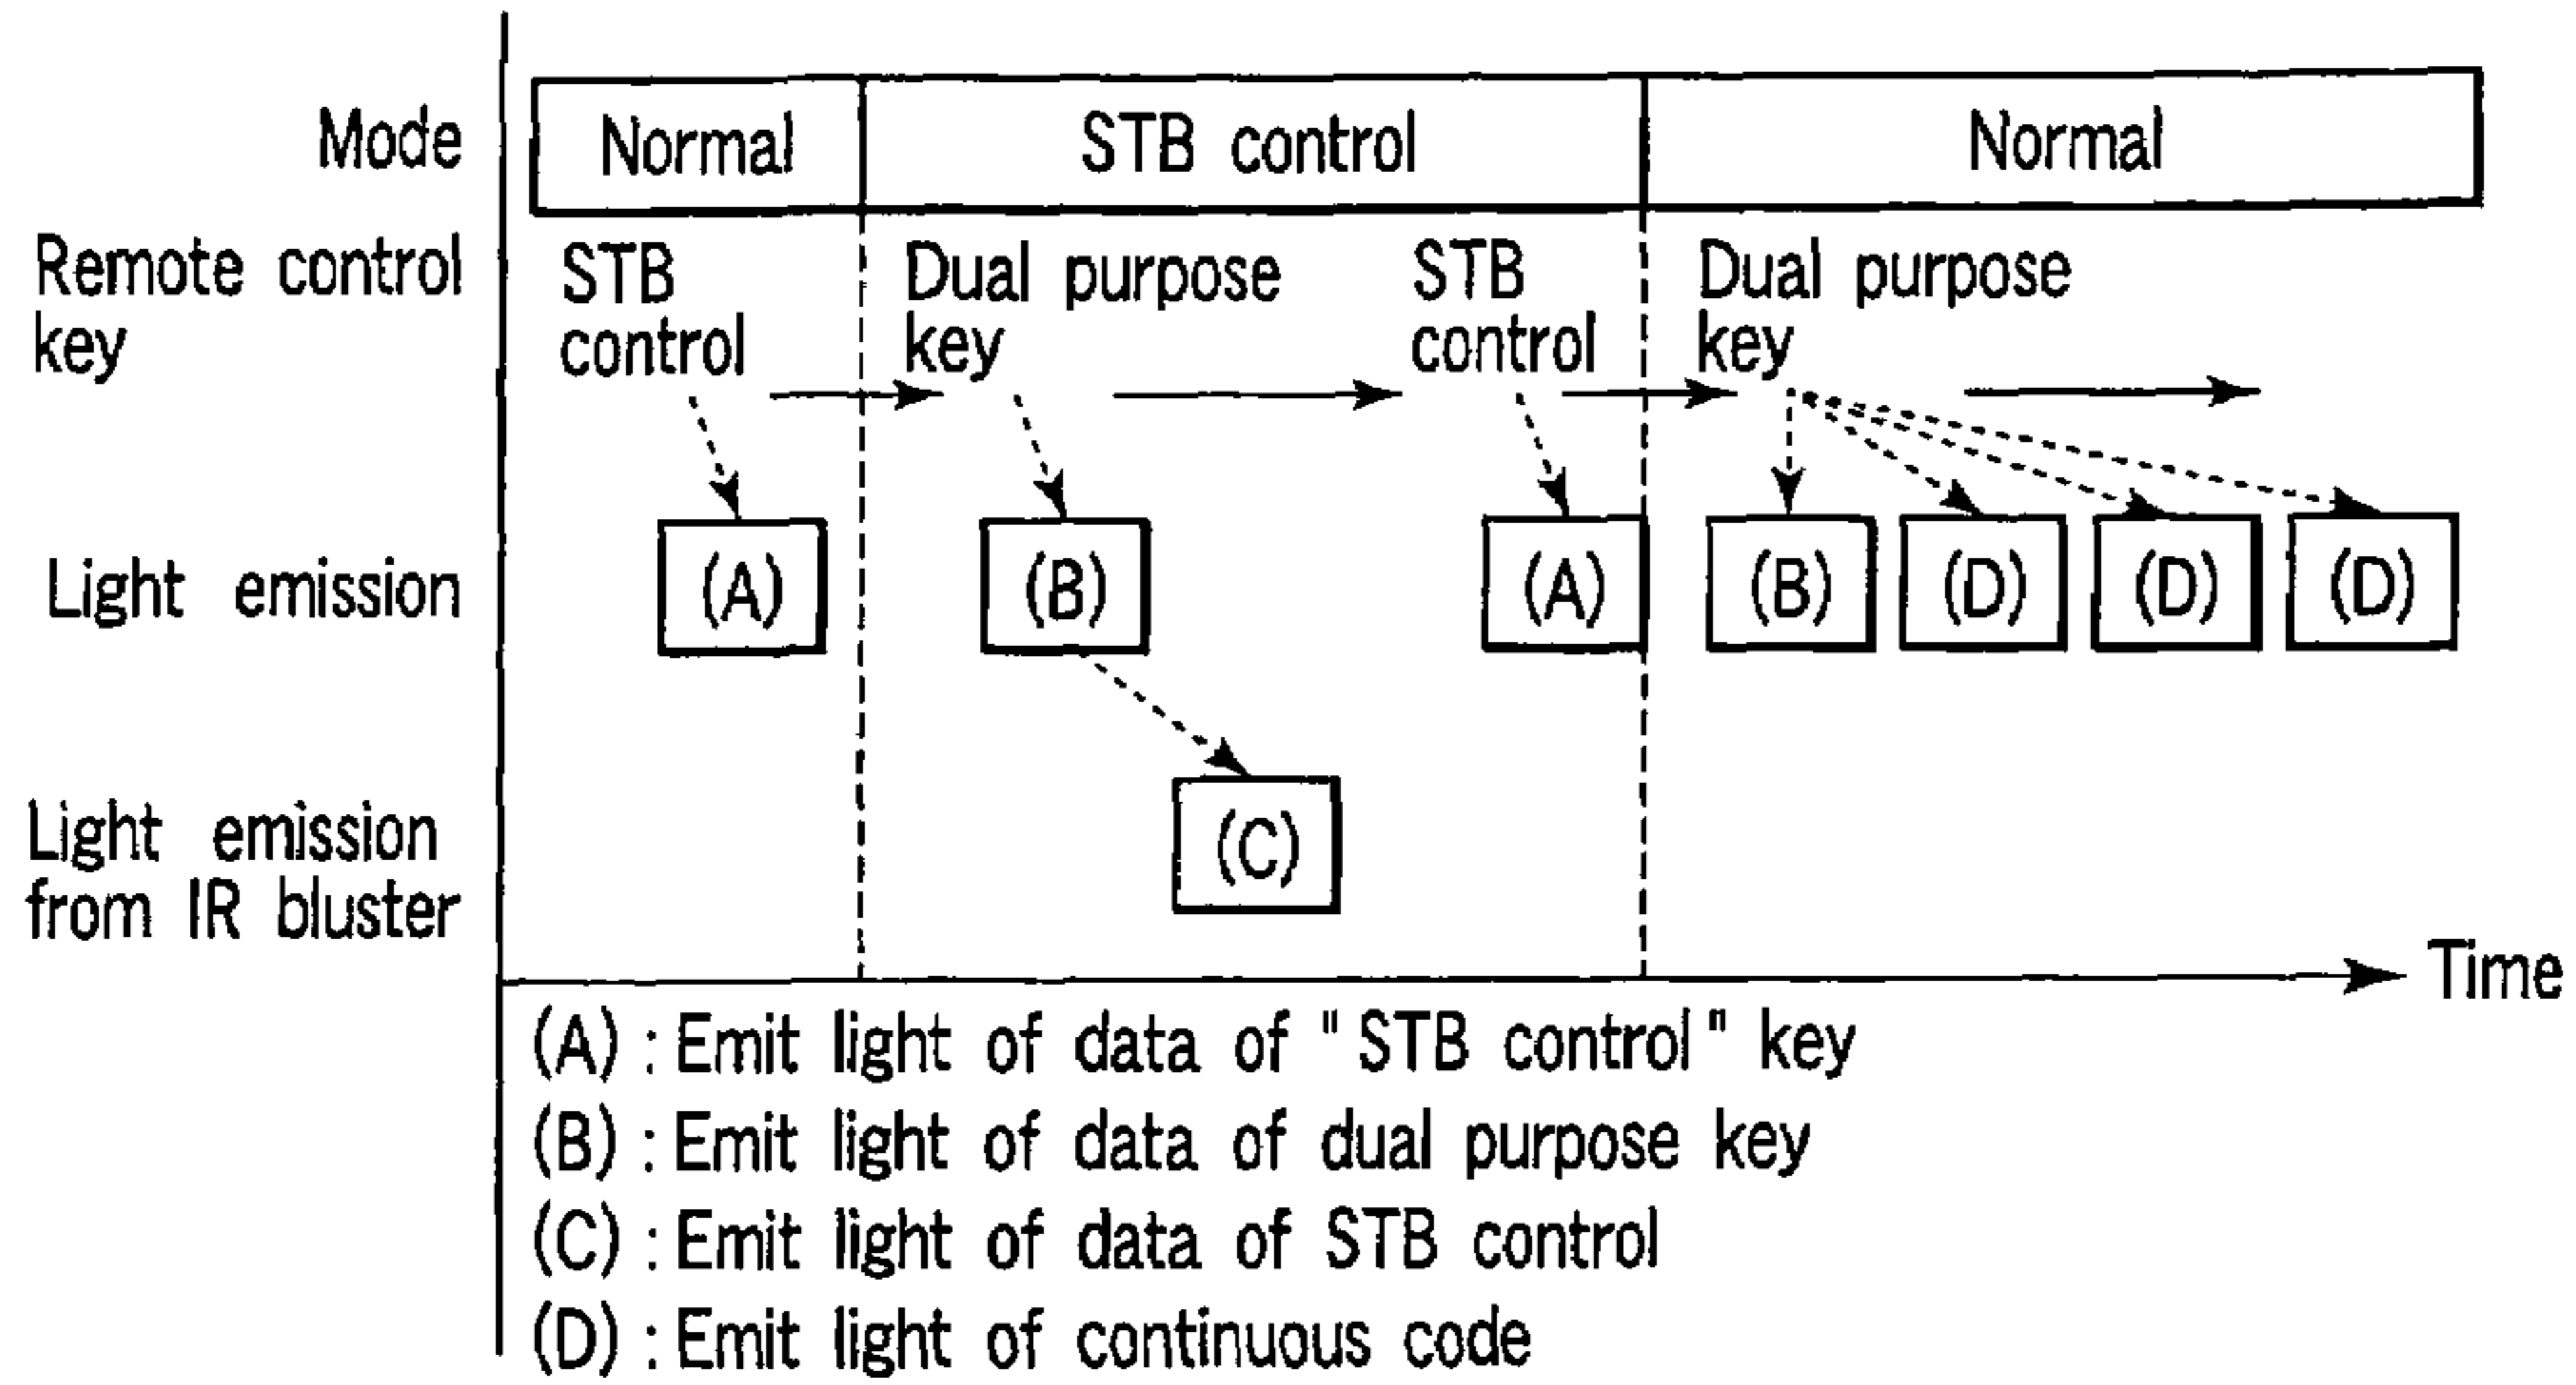 Mode
Normal
STB control
Normal
Remote control
key
STB
control
Dual purpose
key
STB
control
Dual purpose
key
Light emission
(A)
(B)
(A)
(B)
(D)
(D)
(D)
Light emission
from IR bluster
(C)
Time
(A) : Emit light of data of "STB control" key
(B) : Emit light of data of dual purpose key
(C) : Emit light of data of STB control
(D) : Emit light of continuous code